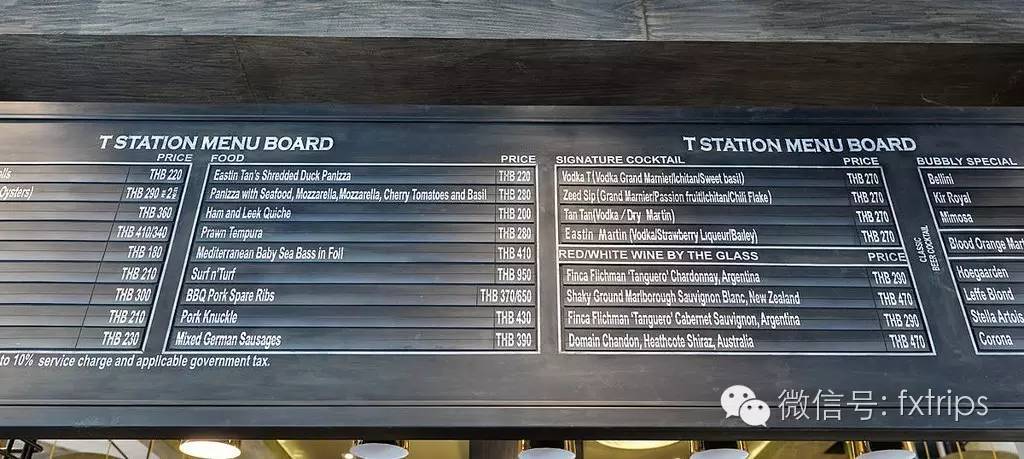 T STATION MENU BOARD
PRICE
THB 220
Oysters) THB 290
THB 360
THB 410/340
THB 180
THB 210
THB 300
THB 210
THB 230
FOOD PRICE
Eastin Tan's Shredded Duck Panizza THB 220
Panizza with Seafood, Mozzarella, Mozzarella, Cherry Tomatoes and Basil THB 280
Ham and Leek Quiche THB 200
Prawn Tempura THB 280
Mediterranean Baby Sea Bass in Foil THB 410
Surf n'Turf THB 950
BBQ Pork Spare Ribs THB 370/650
Pork Knuckle THB 430
Mixed German Sausages THB 390
to 10% service charge and applicable government tax.
T STATION MENU BOARD
SIGNATURE COCKTAIL PRICE
Vodka T (Vodka Grand Marnier/Ichitan/Sweet basil) THB 270
Zeed Sip (Grand Marnier/Passion fruit/Ichitan/Chili Flake) THB 270
Tan Tan (Vodka / Dry Martin) THB 270
Eastin Martin (Vodka/Strawberry Liqueur/Bailey) THB 270
RED/WHITE WINE BY THE GLASS PRICE
Finca Flichman 'Tanguero' Chardonnay, Argentina THB 290
Shaky Ground Marlborough Sauvignon Blanc, New Zealand THB 470
Finca Flichman 'Tanguero' Cabernet Sauvignon, Argentina THB 290
Domain Chandon, Heathcote Shiraz, Australia THB 470
BUBBLY SPECIAL
Bellini
Kir Royal
Mimosa
CLASSIC
BEER COCKTAIL
Blood Orange Mart
Hoegaarden
Leffe Blond
Stella Artois
Corona
微信号: fxtrips